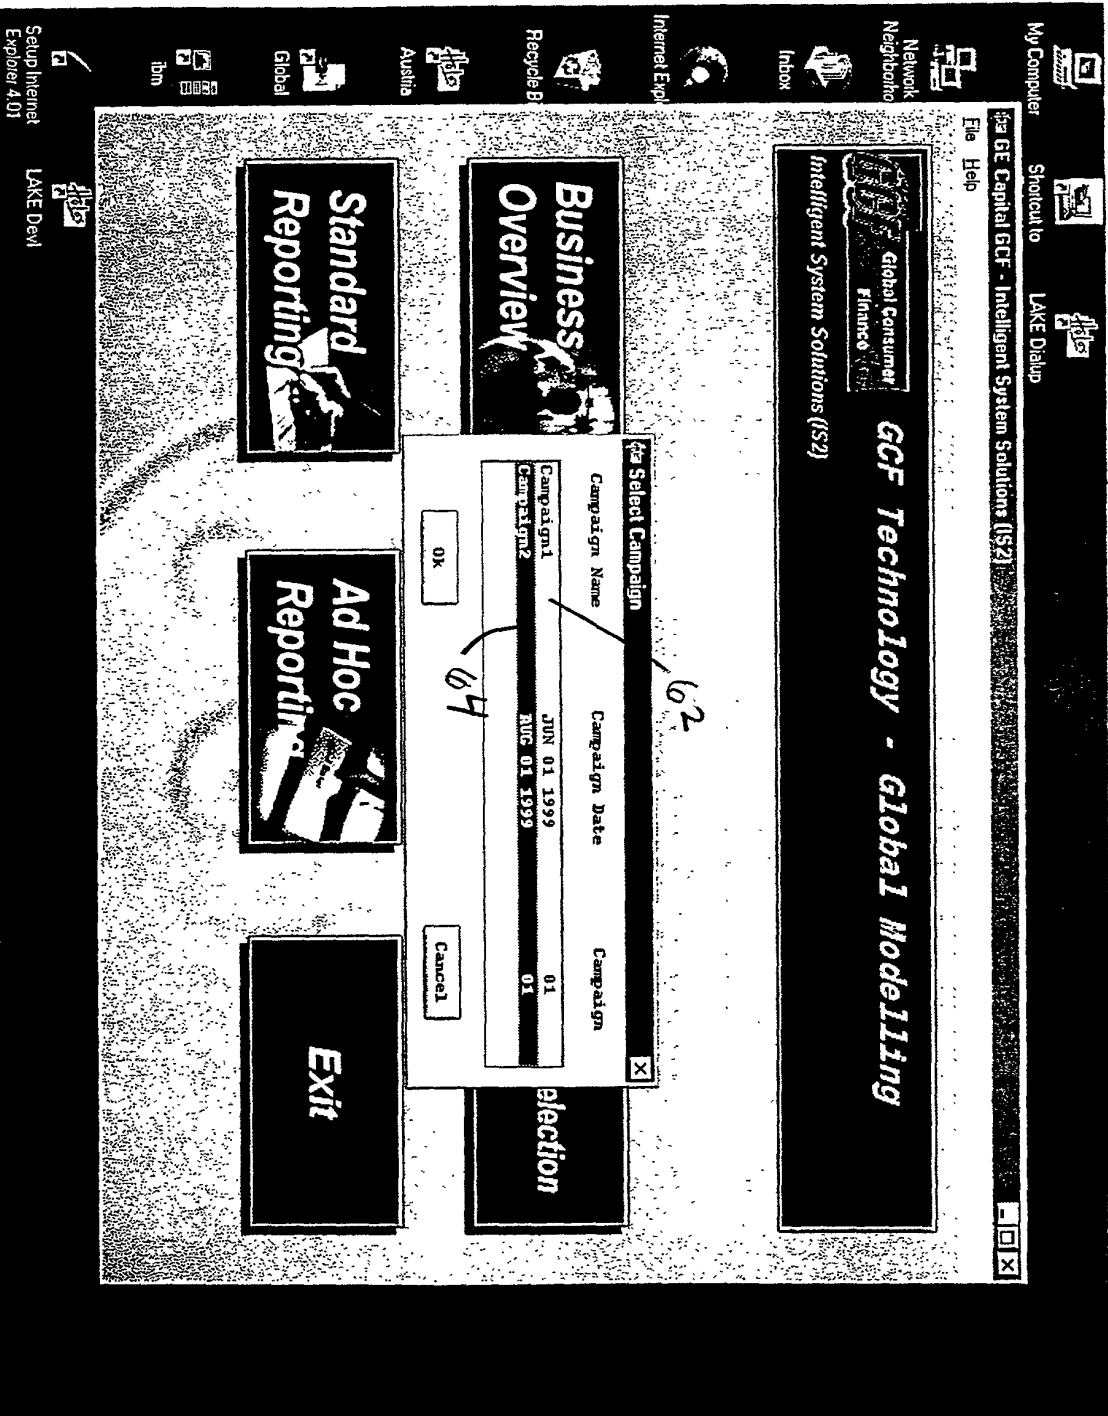 My Computer
Shortcut to
LAKE Dialup
Network
Neighborho
Inbox
Internet Expl
Recycle B
Austria
Global
ibm
Setup Internet
Explorer 4.01
LAKE Devl
GE Capital GCF - Intelligent System Solutions (IS2)
File Help
GCF
Global Consumer
Finance
GCF Technology - Global Modelling
Intelligent System Solutions (IS2)
Business
Overview
election
Select Campaign
Campaign Name Campaign Date Campaign
Campaign1 JUN 01 1999 01
Campaign2 AUG 01 1999 01
62
64
Ok
Cancel
Standard
Reporting
Ad Hoc
Reporting
Exit